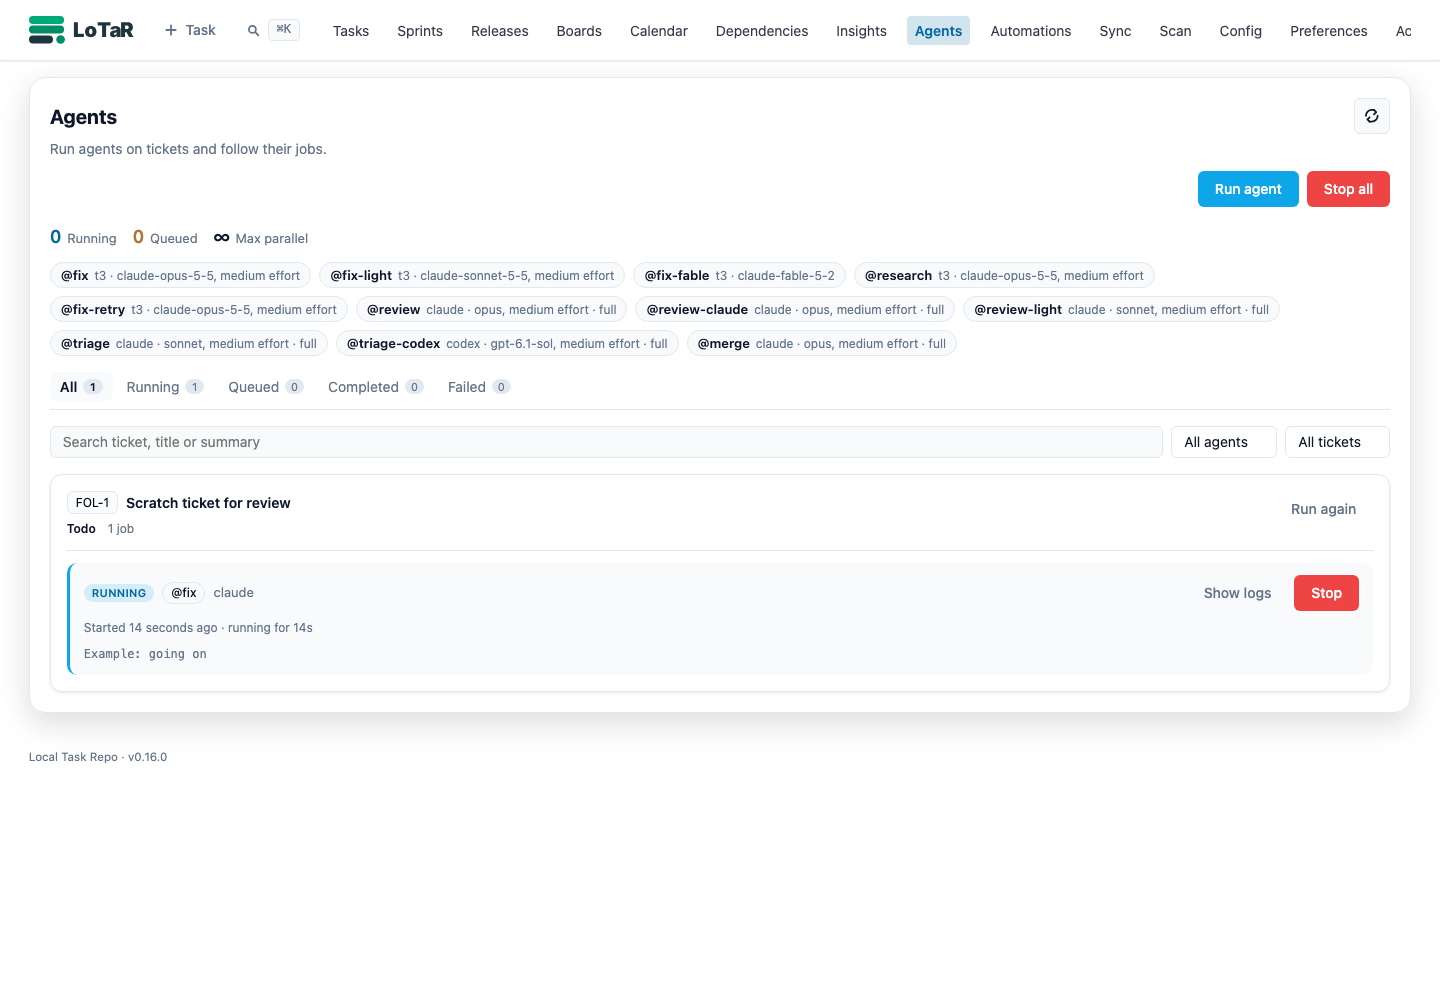 LoTaR + Task ⌘K Tasks Sprints Releases Boards Calendar Dependencies Insights Agents Automations Sync Scan Config Preferences Ac
Agents
Run agents on tickets and follow their jobs.
Run agent Stop all
0 Running 0 Queued ∞ Max parallel
@fix t3 · claude-opus-5-5, medium effort @fix-light t3 · claude-sonnet-5-5, medium effort @fix-fable t3 · claude-fable-5-2 @research t3 · claude-opus-5-5, medium effort
@fix-retry t3 · claude-opus-5-5, medium effort @review claude · opus, medium effort · full @review-claude claude · opus, medium effort · full @review-light claude · sonnet, medium effort · full
@triage claude · sonnet, medium effort · full @triage-codex codex · gpt-6.1-sol, medium effort · full @merge claude · opus, medium effort · full
All 1 Running 1 Queued 0 Completed 0 Failed 0
Search ticket, title or summary All agents All tickets
FOL-1 Scratch ticket for review
Run again
Todo 1 job
RUNNING @fix claude Show logs Stop
Started 14 seconds ago · running for 14s
Example: going on
Local Task Repo · v0.16.0